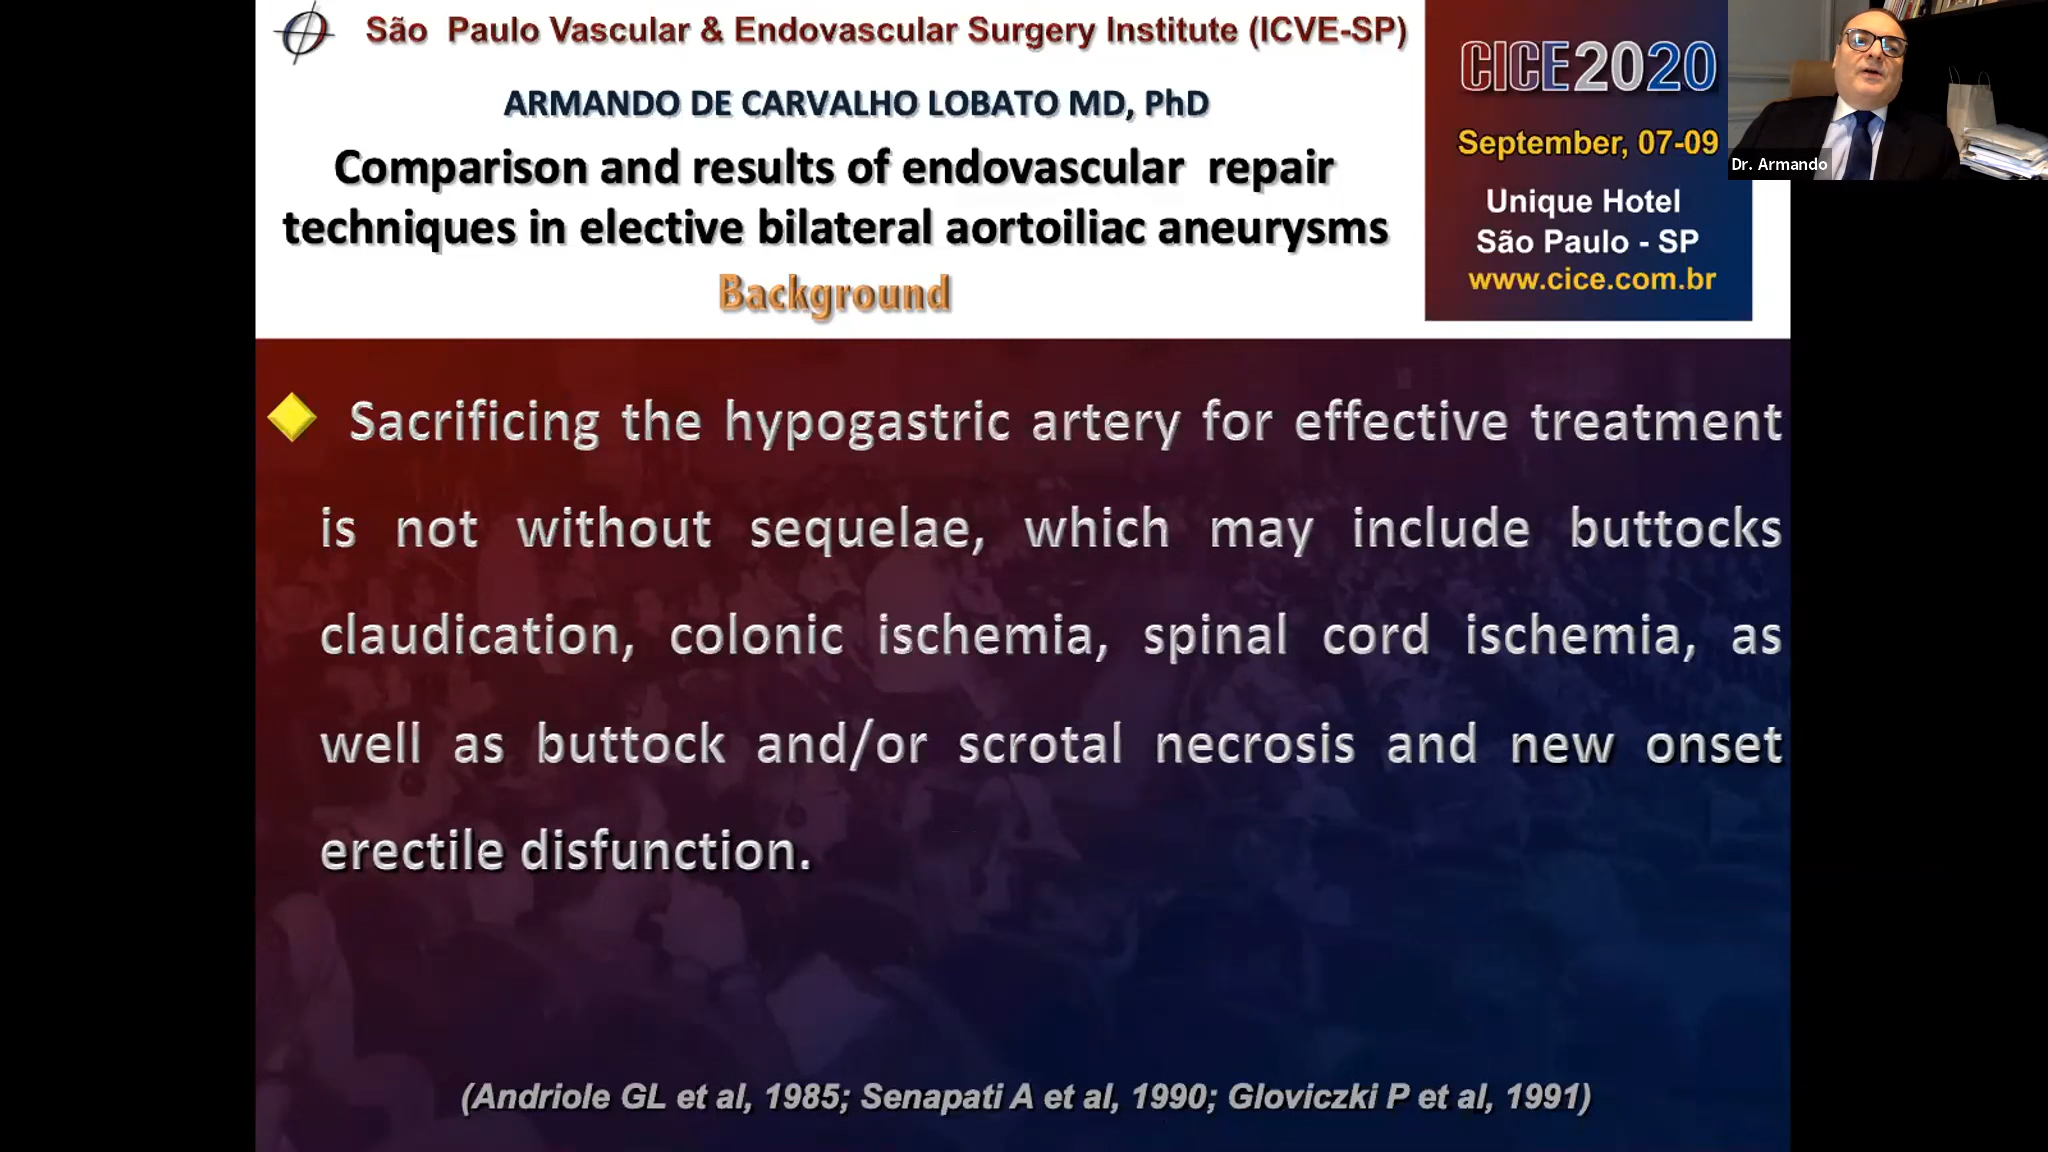 São Paulo Vascular & Endovascular Surgery Institute (ICVE-SP)
ARMANDO DE CARVALHO LOBATO MD, PhD
Comparison and results of endovascular repair
techniques in elective bilateral aortoiliac aneurysms
Background
CICE2020
September, 07-09
Unique Hotel
São Paulo - SP
www.cice.com.br
Dr. Armando
Sacrificing the hypogastric artery for effective treatment
is not without sequelae, which may include buttocks
claudication, colonic ischemia, spinal cord ischemia, as
well as buttock and/or scrotal necrosis and new onset
erectile disfunction.
(Andriole GL et al, 1985; Senapati A et al, 1990; Gloviczki P et al, 1991)